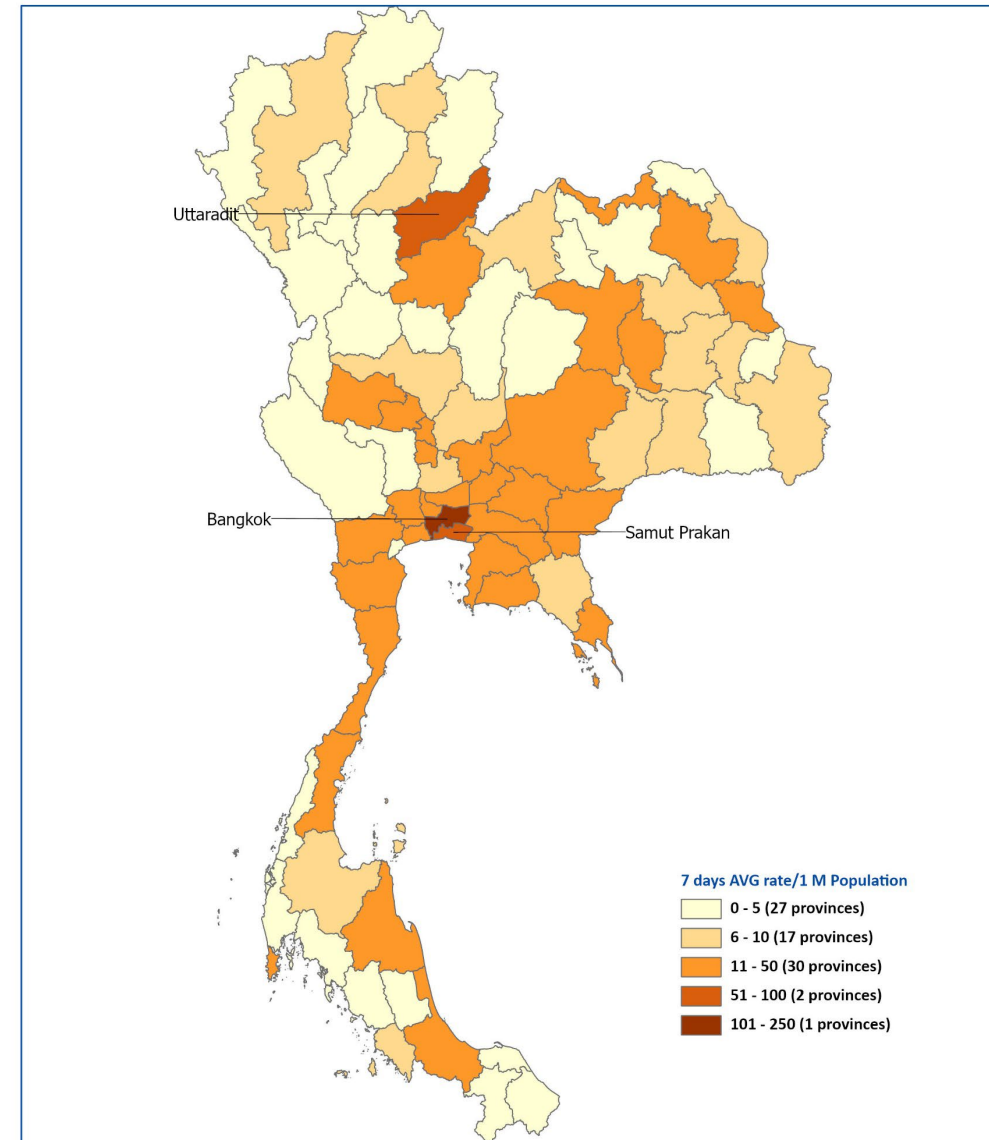 Uttaradit
Bangkok
Samut Prakan
7 days AVG rate/1 M Population
0 - 5 (27 provinces)
6 - 10 (17 provinces)
11 - 50 (30 provinces)
51 - 100 (2 provinces)
101 - 250 (1 provinces)